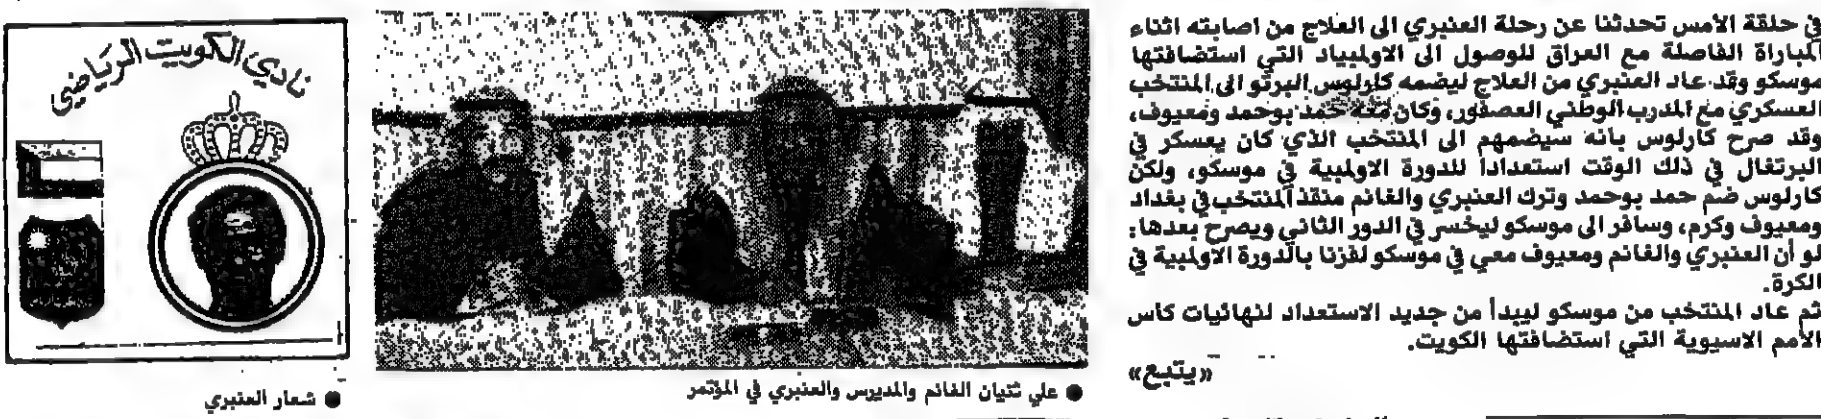 في حلقة الأمس تحدثنا عن رحلة العنبري الى العلاج من اصابته اثناء
المباراة الفاصلة مع العراق للوصول الى الاولمبياد التي استضافتها
موسكو وقد عاد العنبري من العلاج ليضمه كارلوس البرتو الى المنتخب
العسكري مع المدرب الوطني العصفور، وكان معه حمد بوحمد ومعيوف،
وقد صرح كارلوس بانه سيضمهم الى المنتخب الذي كان يعسكر في
البرتغال في ذلك الوقت استعدادا للدورة الاولمبية في موسكو، ولكن
كارلوس ضم حمد بوحمد وترك العنبري والغانم منقذ المنتخب في بغداد
ومعيوف وكرم، وسافر الى موسكو ليخسر في الدور الثاني ويصرح بعدها:
لو أن العنبري والغانم ومعيوف معي في موسكو لفزنا بالدورة الاولمبية في
الكرة.
ثم عاد المنتخب من موسكو ليبدأ من جديد الاستعداد لنهائيات كأس
الأمم الآسيوية التي استضافتها الكويت.
«يتبع»
● علي ثنيان الغانم والمديرس والعنبري في المؤتمر
نادي الكويت الرياضي
● شعار العنبري